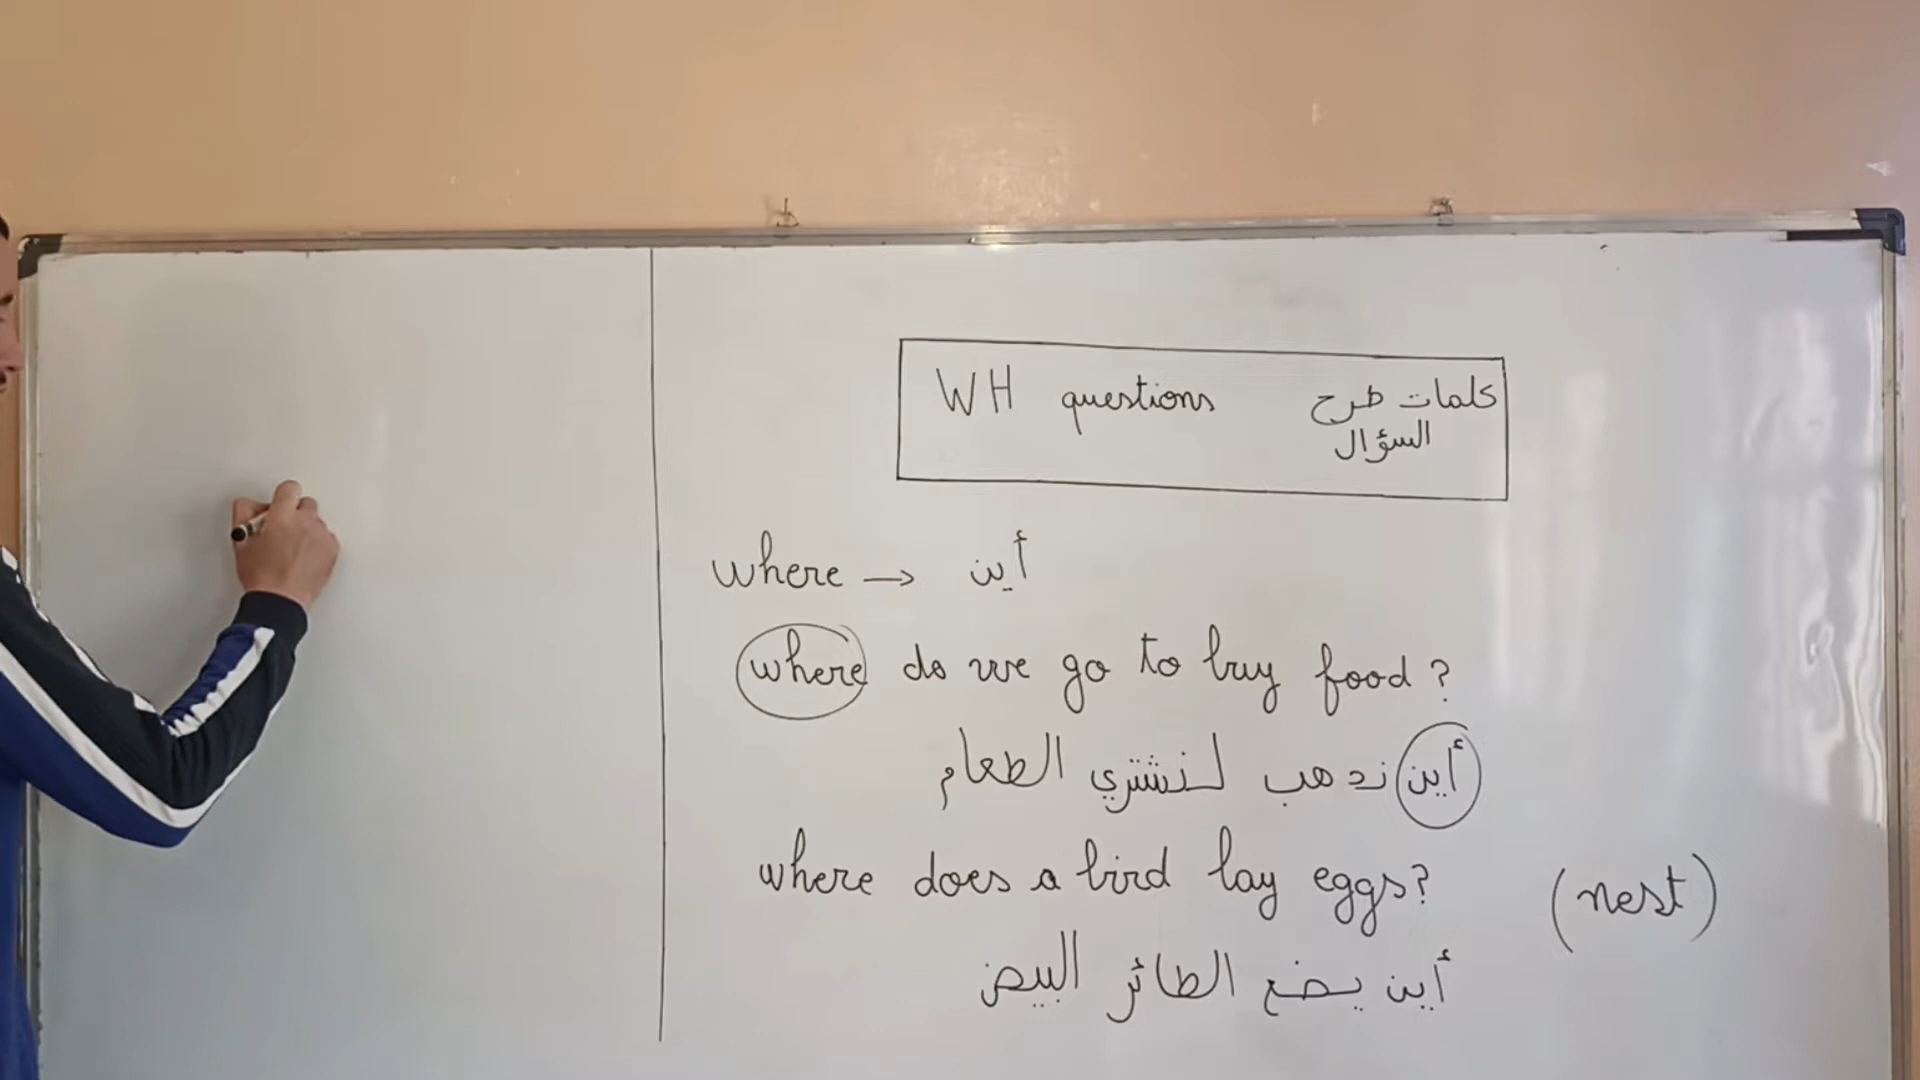 WH questions كلمات طرح
السؤال
where → أين
where do we go to buy food?
أين نذهب لنشتري الطعام
where does a bird lay eggs? (nest)
أين يضع الطائر البيض